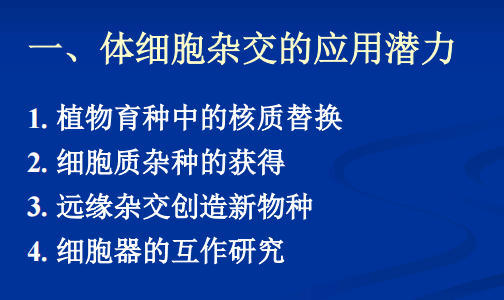 一、体细胞杂交的应用潜力
1. 植物育种中的核质替换
2. 细胞质杂种的获得
3. 远缘杂交创造新物种
4. 细胞器的互作研究